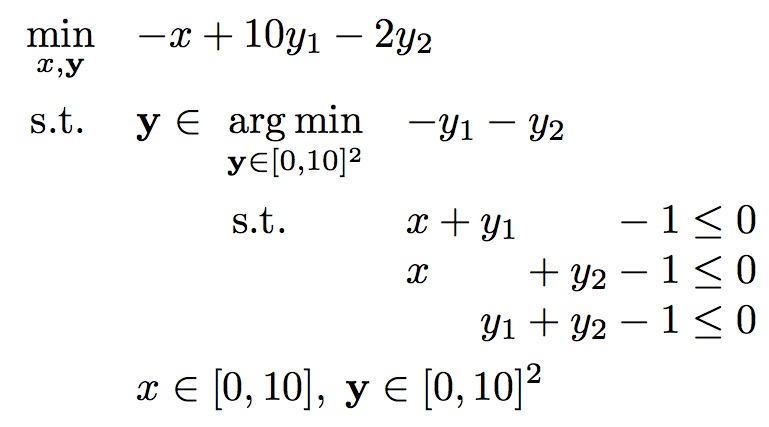 min −x + 10y₁ − 2y₂
x,y
s.t. y ∈ arg min −y₁ − y₂
y∈[0,10]²
s.t. x + y₁ − 1 ≤ 0
x + y₂ − 1 ≤ 0
y₁ + y₂ − 1 ≤ 0
x ∈ [0, 10], y ∈ [0, 10]²